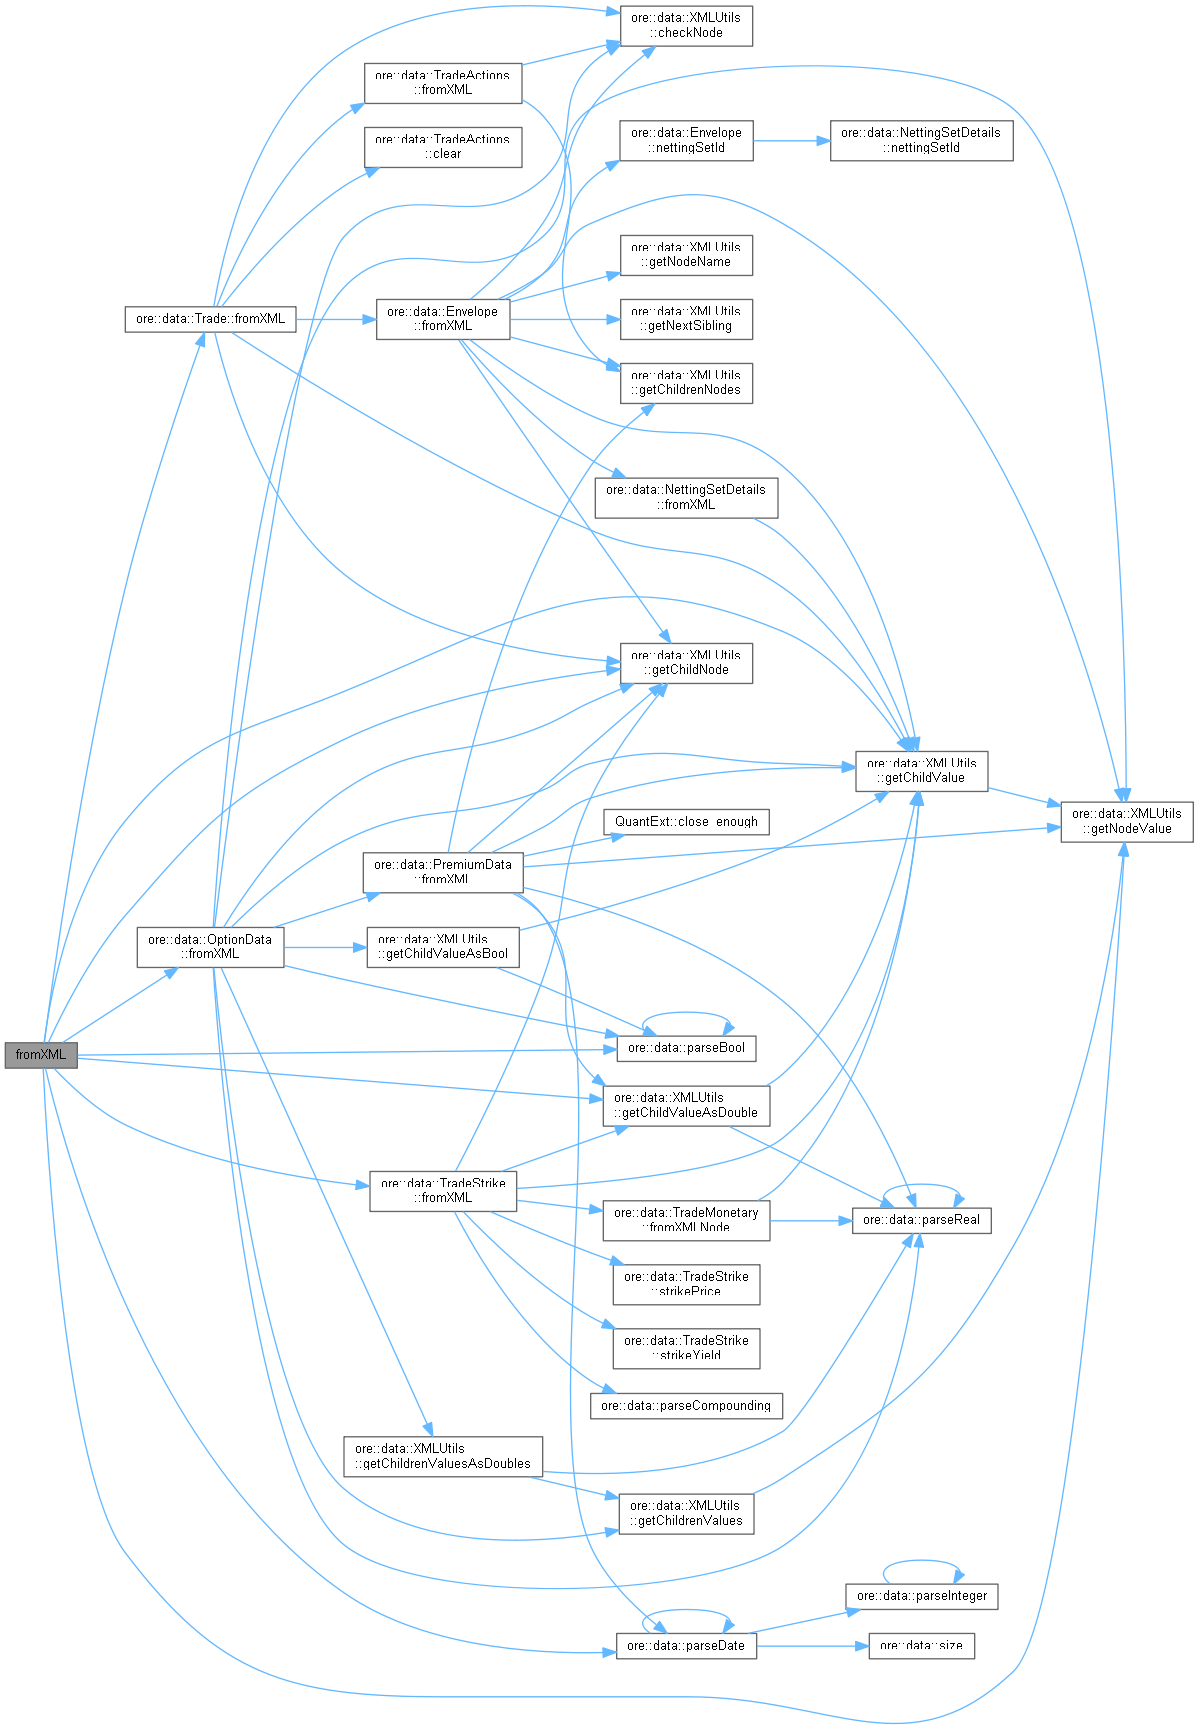 ore::data::XMLUtils
::checkNode
ore::data::TradeActions
::fromXML
ore::data::TradeActions
::clear
ore::data::Envelope
::nettingSetId
ore::data::NettingSetDetails
::nettingSetId
ore::data::XMLUtils
::getNodeName
ore::data::Trade::fromXML
ore::data::Envelope
::fromXML
ore::data::XMLUtils
::getNextSibling
ore::data::XMLUtils
::getChildrenNodes
ore::data::NettingSetDetails
::fromXML
ore::data::XMLUtils
::getChildNode
ore::data::XMLUtils
::getChildValue
QuantExt::close_enough
ore::data::XMLUtils
::getNodeValue
ore::data::PremiumData
::fromXML
ore::data::OptionData
::fromXML
ore::data::XMLUtils
::getChildValueAsBool
fromXML
ore::data::parseBool
ore::data::XMLUtils
::getChildValueAsDouble
ore::data::TradeStrike
::fromXML
ore::data::TradeMonetary
::fromXMLNode
ore::data::parseReal
ore::data::TradeStrike
::strikePrice
ore::data::TradeStrike
::strikeYield
ore::data::parseCompounding
ore::data::XMLUtils
::getChildrenValuesAsDoubles
ore::data::XMLUtils
::getChildrenValues
ore::data::parseInteger
ore::data::parseDate
ore::data::size